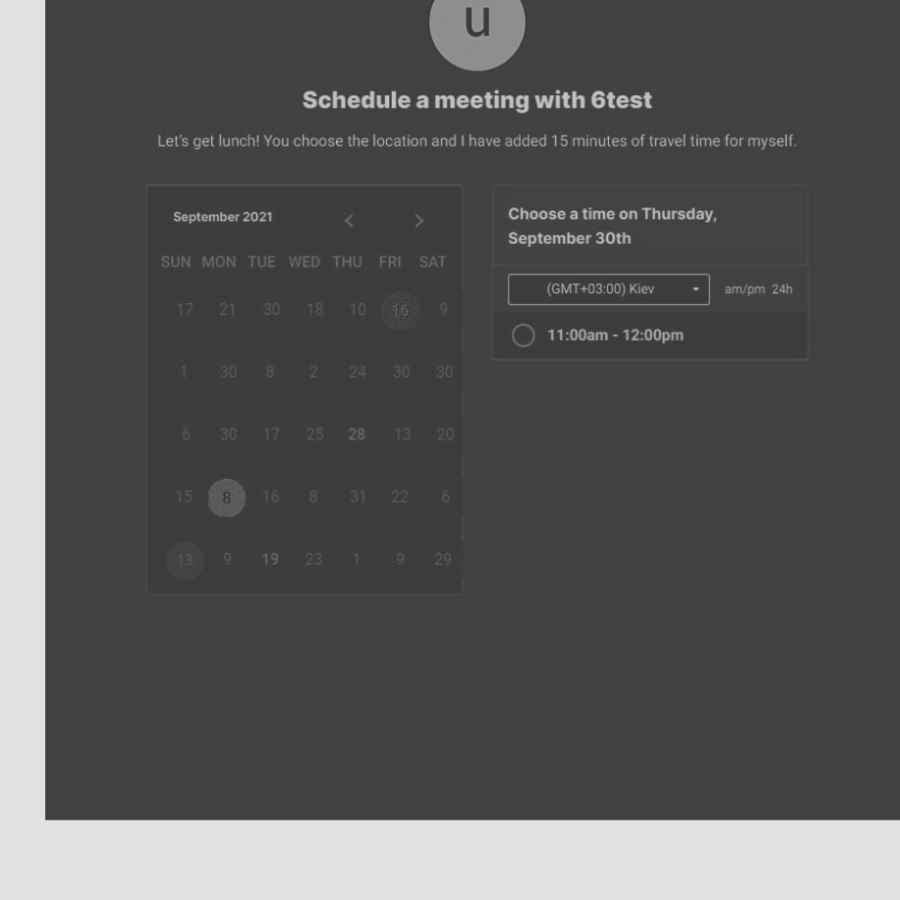 u
Schedule a meeting with 6test
Let's get lunch! You choose the location and I have added 15 minutes of travel time for myself.
September 2021
SUN MON TUE WED THU FRI SAT
17 21 30 18 10 16 9
1 30 8 2 24 30 30
6 30 17 25 28 13 20
15 8 16 8 31 22 6
13 9 19 23 1 9 29
Choose a time on Thursday,
September 30th
(GMT+03:00) Kiev am/pm 24h
11:00am - 12:00pm